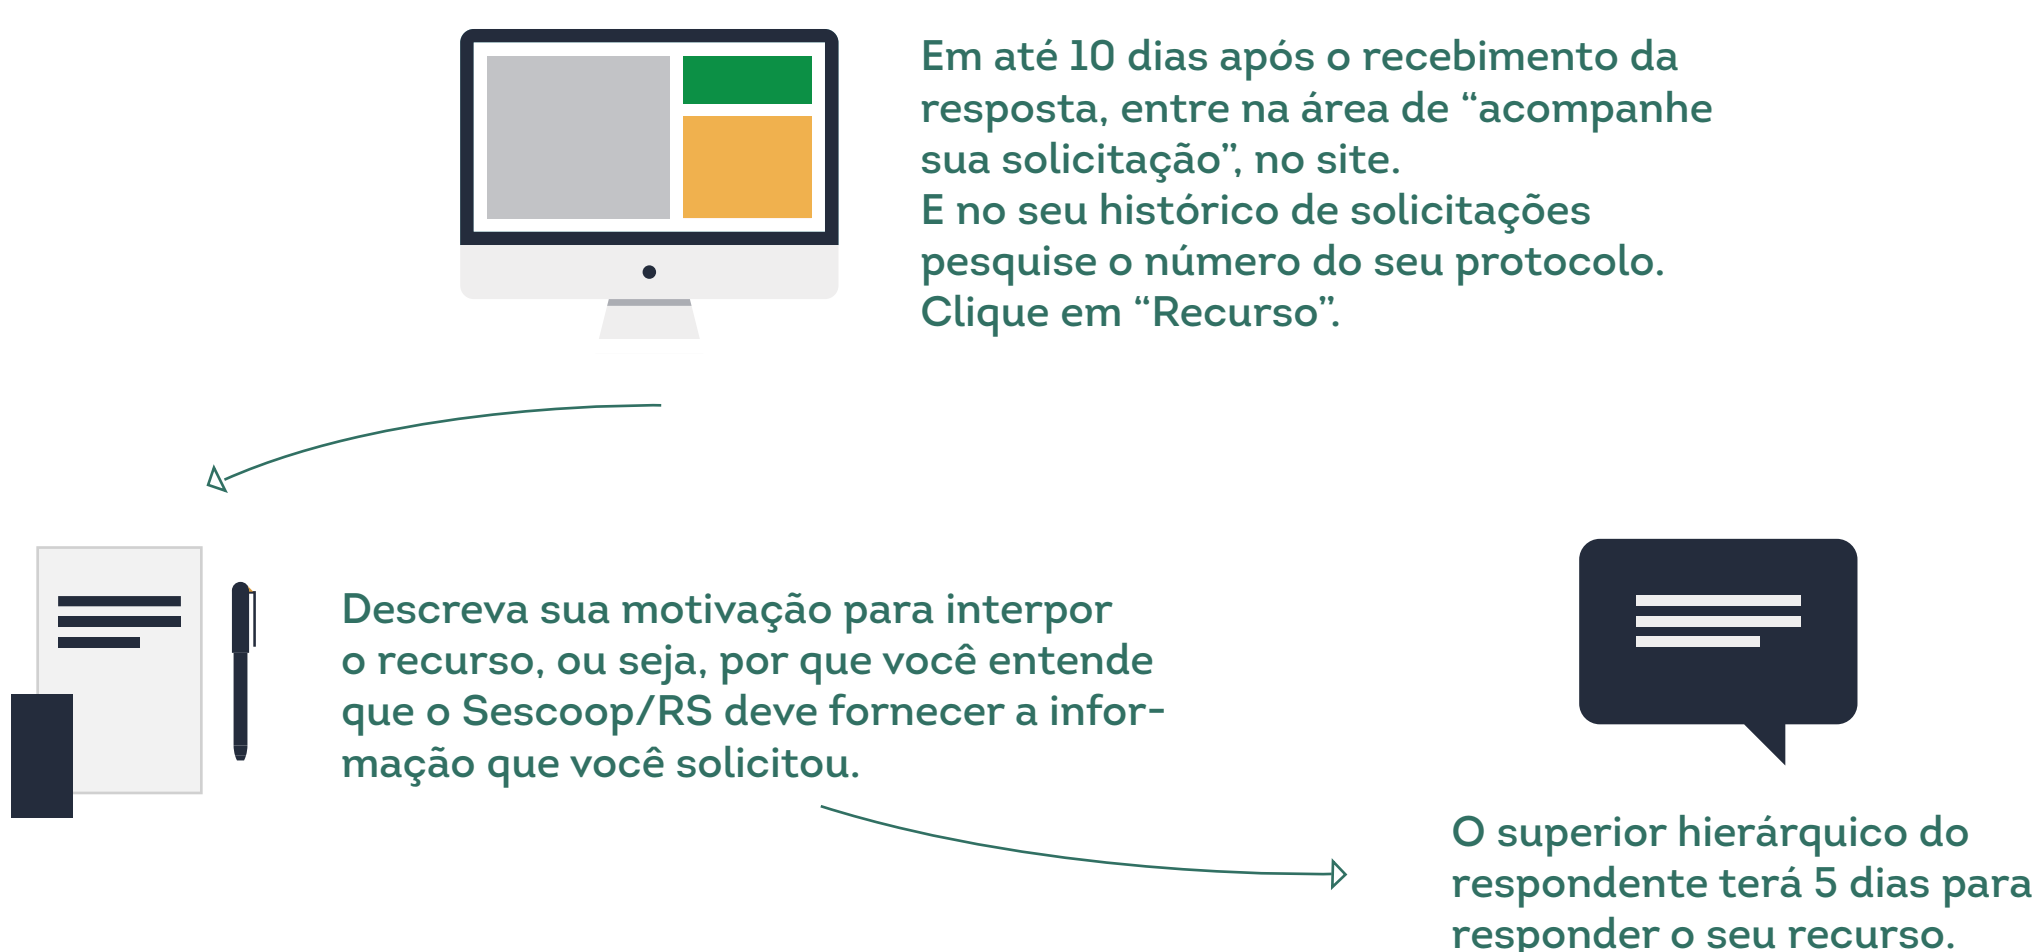 Em até 10 dias após o recebimento da
resposta, entre na área de “acompanhe
sua solicitação”, no site.
E no seu histórico de solicitações
pesquise o número do seu protocolo.
Clique em “Recurso”.
Descreva sua motivação para interpor
o recurso, ou seja, por que você entende
que o Sescoop/RS deve fornecer a infor-
mação que você solicitou.
O superior hierárquico do
respondente terá 5 dias para
responder o seu recurso.